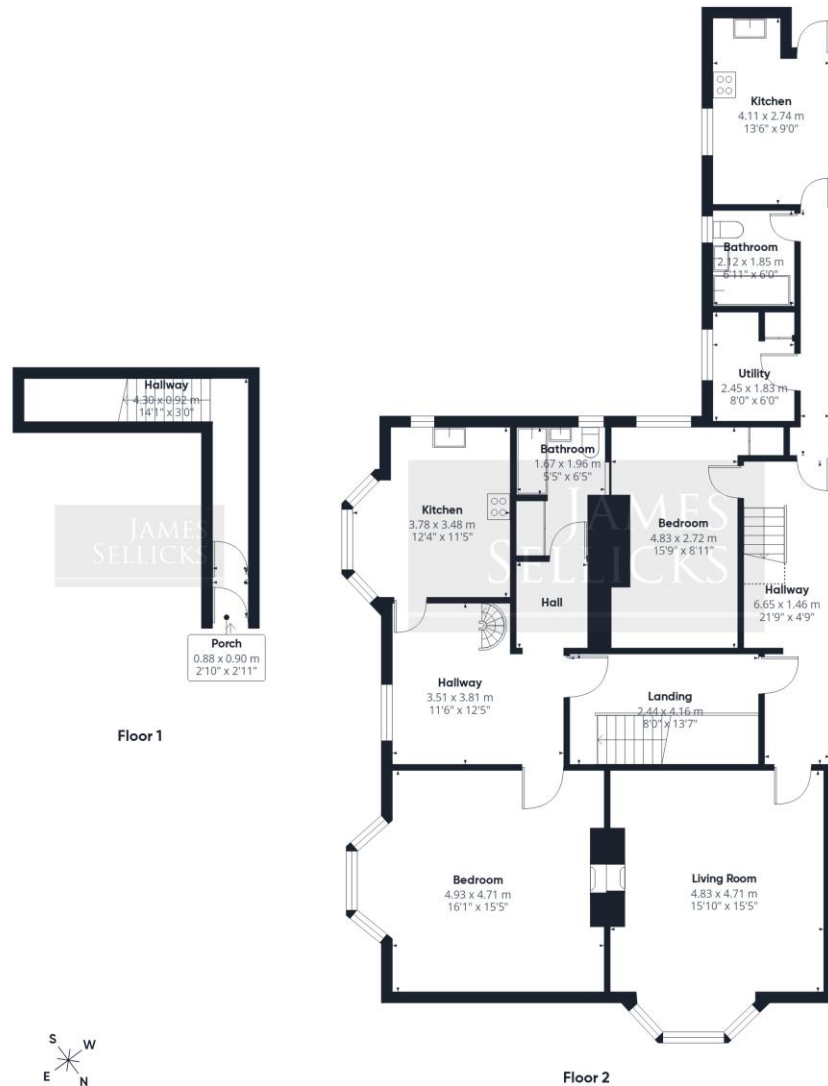 Kitchen
4.11 x 2.74 m
13'6" x 9'0"
Bathroom
2.12 x 1.85 m
6'11" x 6'0"
Utility
2.45 x 1.83 m
8'0" x 6'0"
Hallway
4.30 x 0.92 m
14'1" x 3'0"
JAMES
SELLICKS
Porch
0.88 x 0.90 m
2'10" x 2'11"
Floor 1
Bathroom
1.67 x 1.96 m
5'5" x 6'5"
Kitchen
3.78 x 3.48 m
12'4" x 11'5"
JAMES
SELLICKS
Bedroom
4.83 x 2.72 m
15'9" x 8'11"
Hall
Hallway
6.65 x 1.46 m
21'9" x 4'9"
Hallway
3.51 x 3.81 m
11'6" x 12'5"
Landing
2.44 x 4.16 m
8'0" x 13'7"
Bedroom
4.93 x 4.71 m
16'1" x 15'5"
Living Room
4.83 x 4.71 m
15'10" x 15'5"
S W
E N
Floor 2